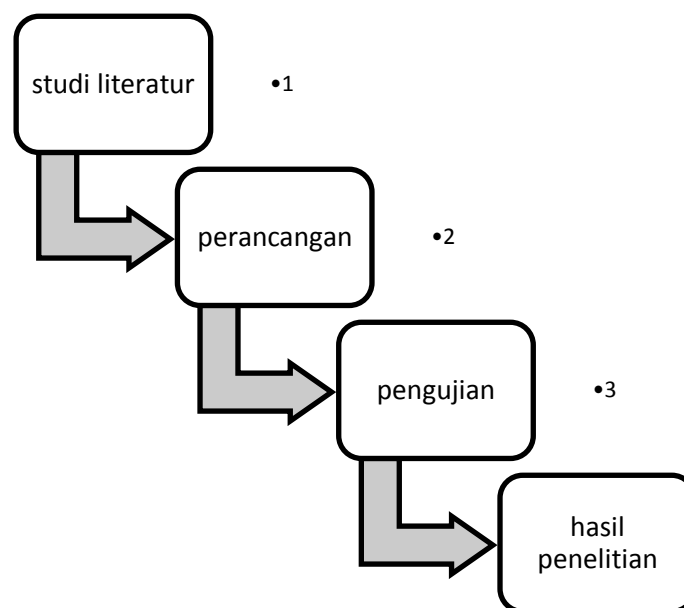 studi literatur
•1
perancangan
•2
pengujian
•3
hasil
penelitian